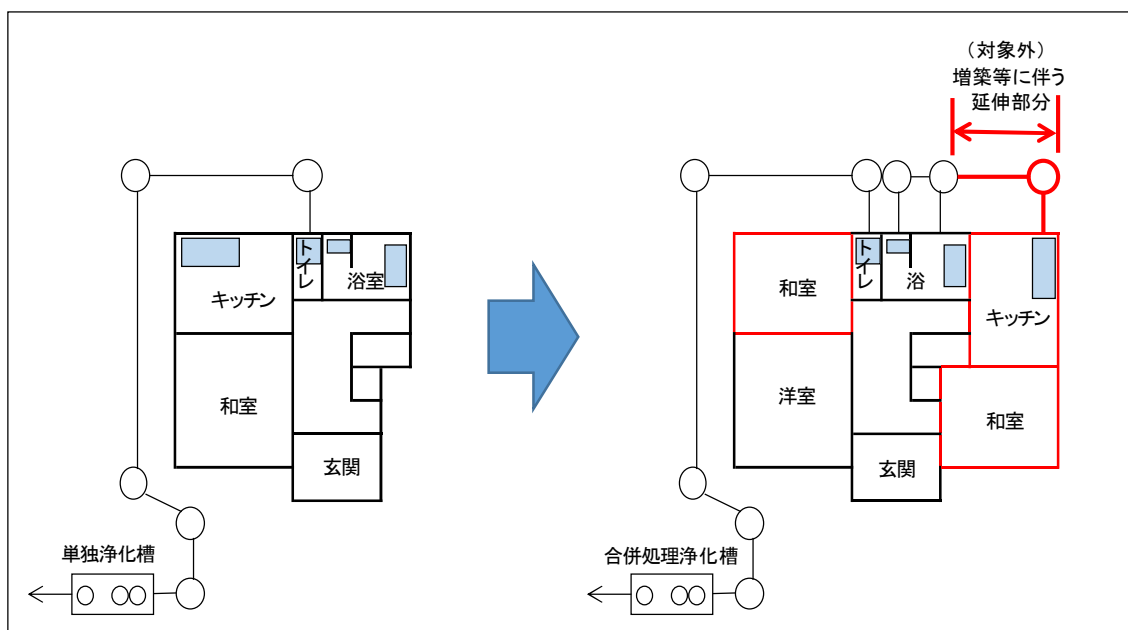 (対象外)
増築等に伴う
延伸部分
トイレ
浴室
キッチン
和室
玄関
単独浄化槽
トイレ
浴
和室
キッチン
洋室
和室
玄関
合併処理浄化槽